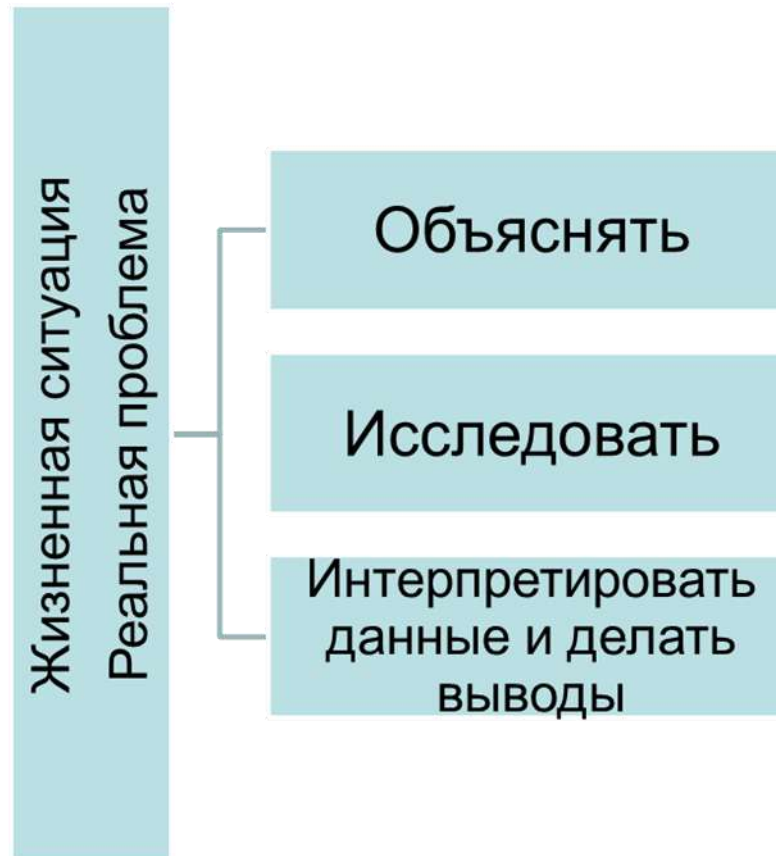 Жизненная ситуация
Реальная проблема
Объяснять
Исследовать
Интерпретировать
данные и делать
выводы